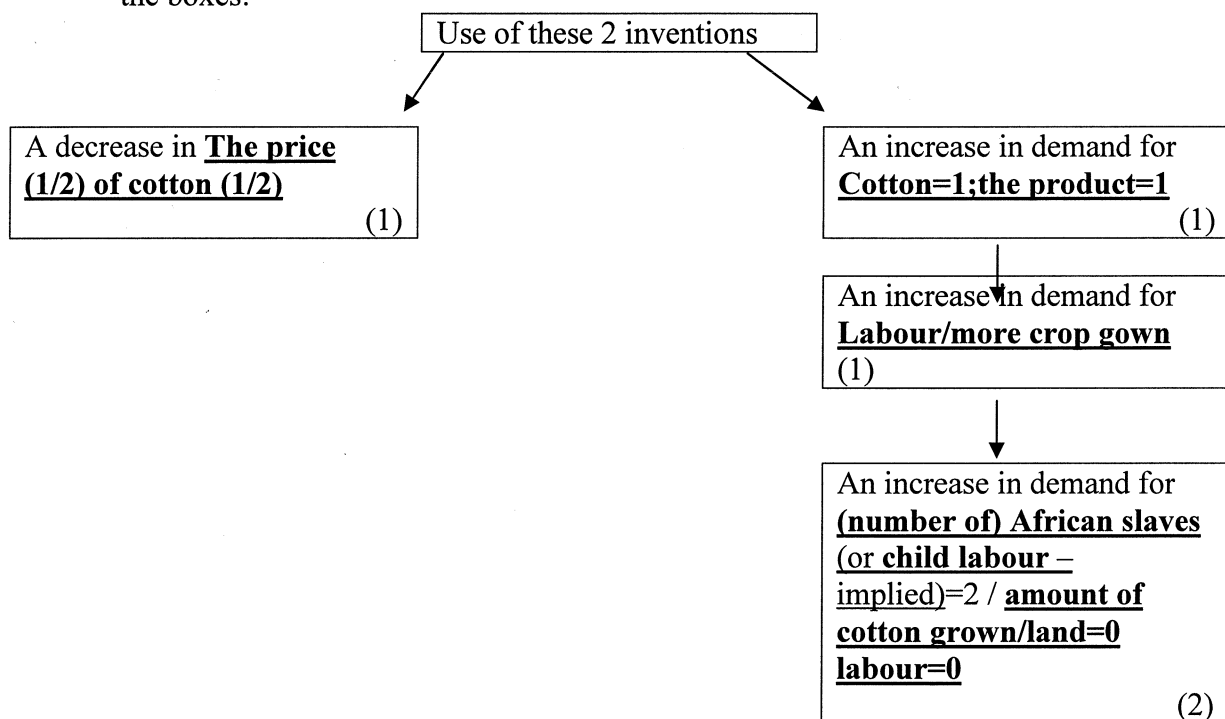 the boxes.
Use of these 2 inventions
A decrease in The price
(1/2) of cotton (1/2)
(1)
An increase in demand for
Cotton=1;the product=1
(1)
An increase in demand for
Labour/more crop gown
(1)
An increase in demand for
(number of) African slaves
(or child labour –
implied)=2 / amount of
cotton grown/land=0
labour=0
(2)